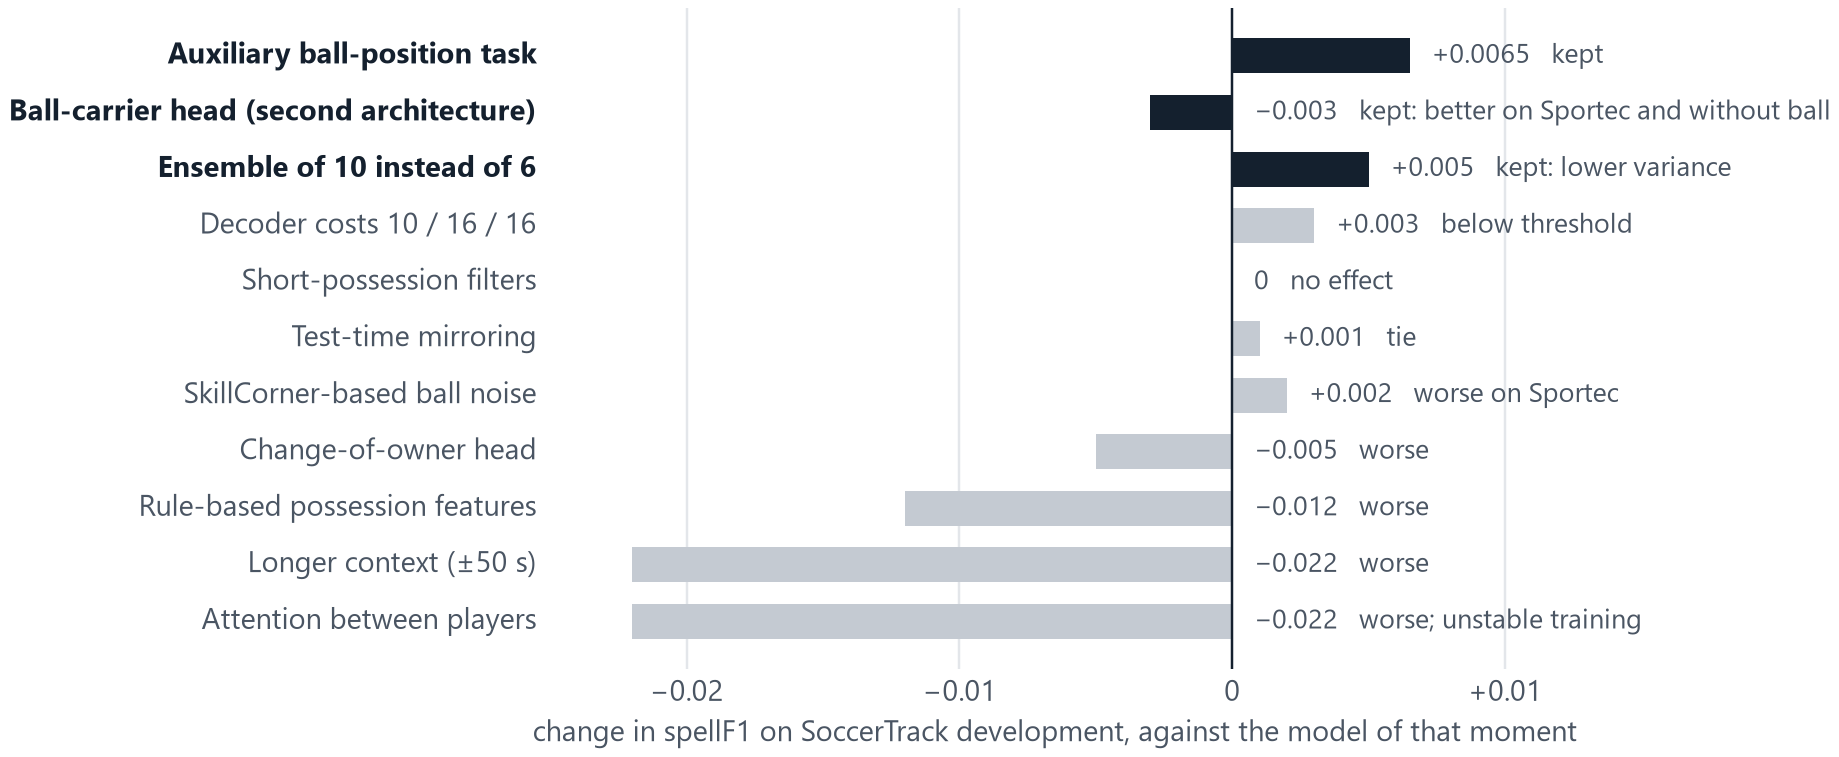 Auxiliary ball-position task +0.0065 kept
Ball-carrier head (second architecture) −0.003 kept: better on Sportec and without ball
Ensemble of 10 instead of 6 +0.005 kept: lower variance
Decoder costs 10 / 16 / 16 +0.003 below threshold
Short-possession filters 0 no effect
Test-time mirroring +0.001 tie
SkillCorner-based ball noise +0.002 worse on Sportec
Change-of-owner head −0.005 worse
Rule-based possession features −0.012 worse
Longer context (±50 s) −0.022 worse
Attention between players −0.022 worse; unstable training
−0.02 −0.01 0 +0.01
change in spellF1 on SoccerTrack development, against the model of that moment